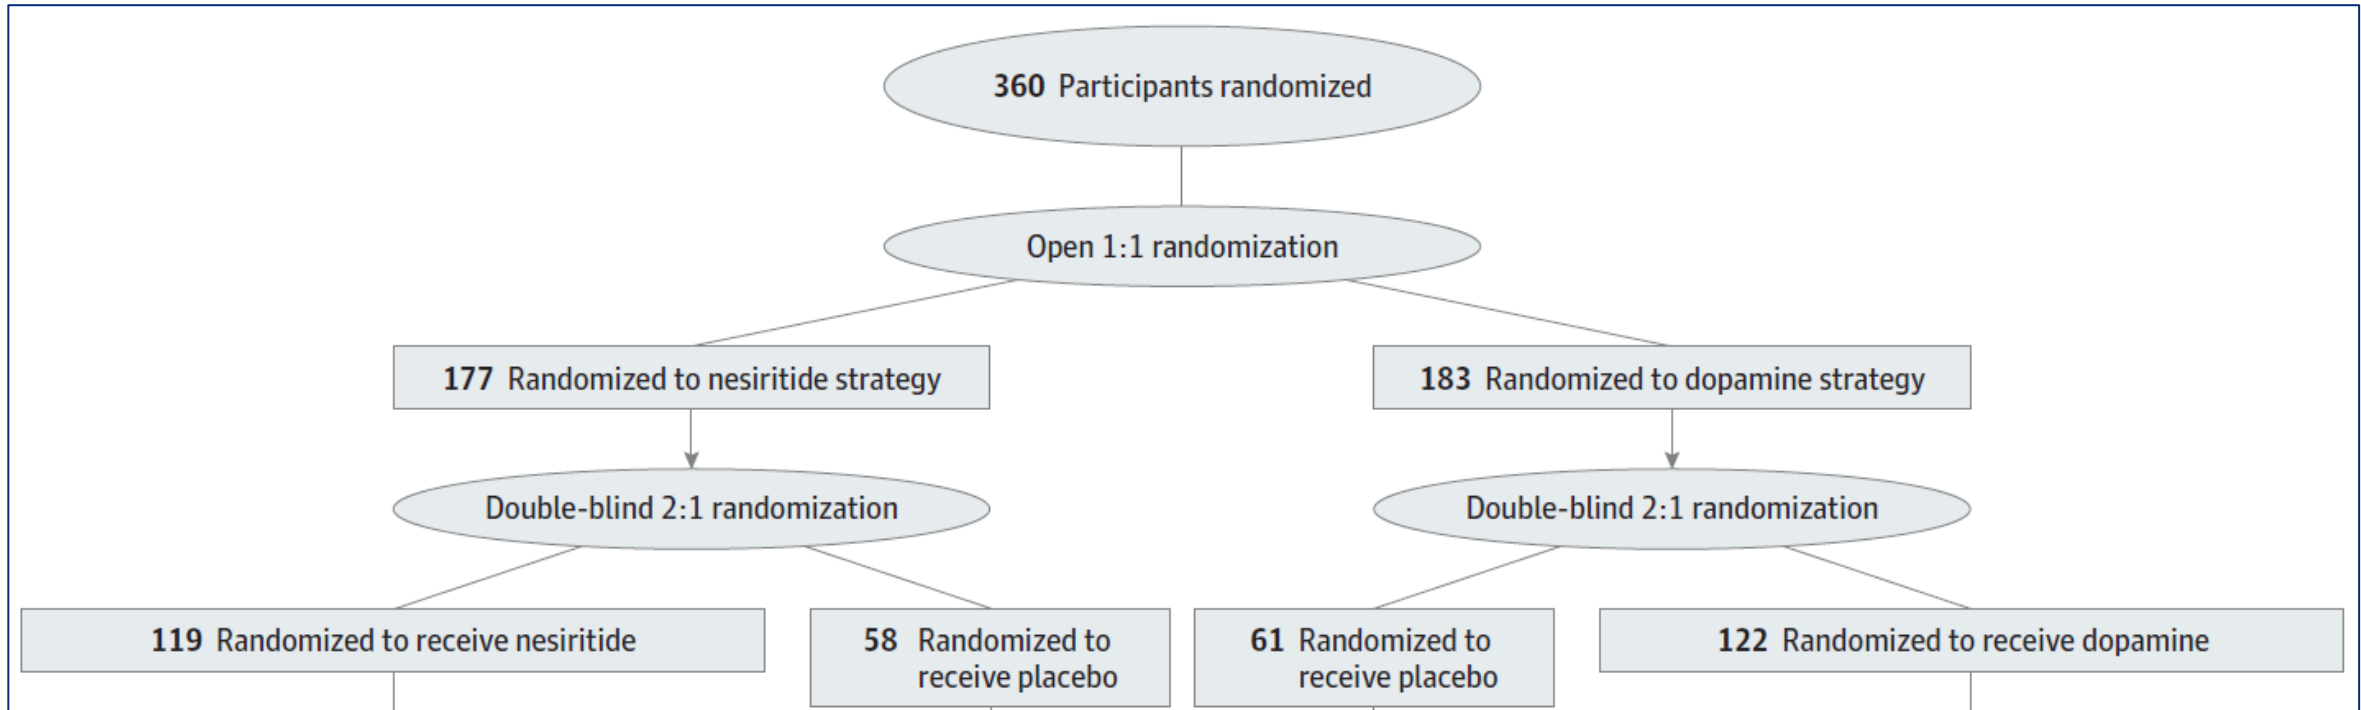 360 Participants randomized
Open 1:1 randomization
177 Randomized to nesiritide strategy
183 Randomized to dopamine strategy
Double-blind 2:1 randomization
Double-blind 2:1 randomization
119 Randomized to receive nesiritide
58 Randomized to
receive placebo
61 Randomized to
receive placebo
122 Randomized to receive dopamine